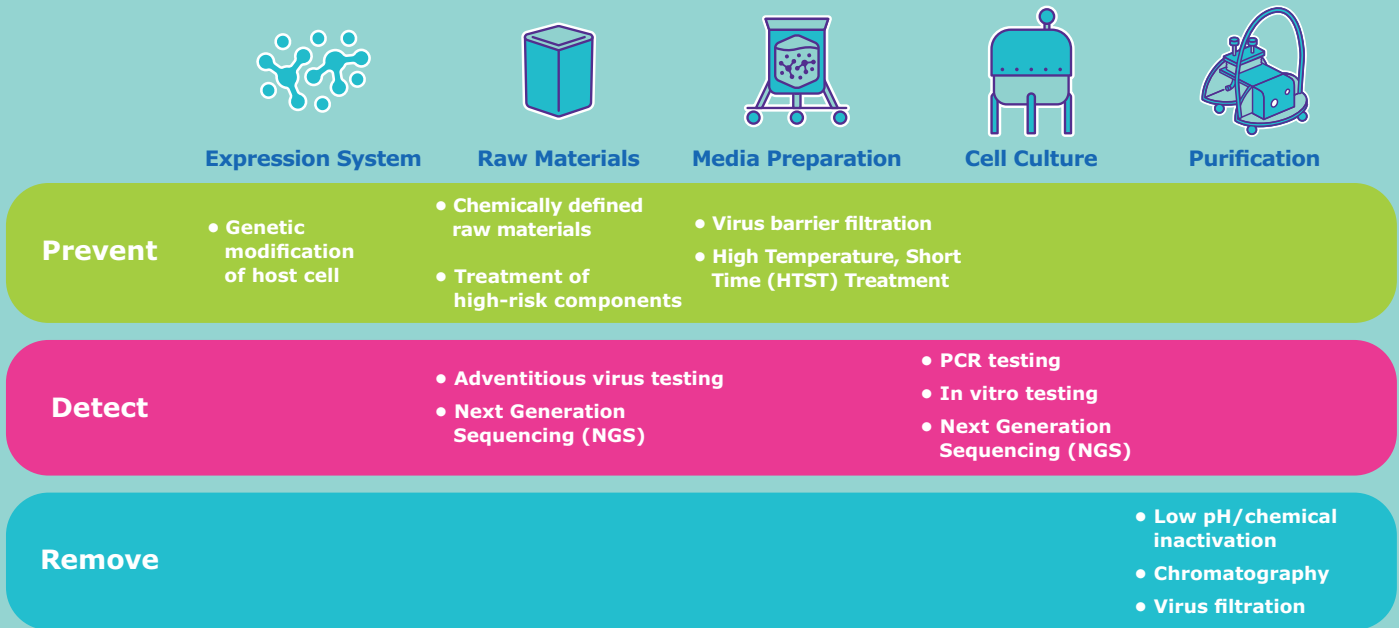 Expression System
Raw Materials
Media Preparation
Cell Culture
Purification
Prevent
• Genetic
modification
of host cell
• Chemically defined
raw materials
• Treatment of
high-risk components
• Virus barrier filtration
• High Temperature, Short
Time (HTST) Treatment
Detect
• Adventitious virus testing
• Next Generation
Sequencing (NGS)
• PCR testing
• In vitro testing
• Next Generation
Sequencing (NGS)
Remove
• Low pH/chemical
inactivation
• Chromatography
• Virus filtration